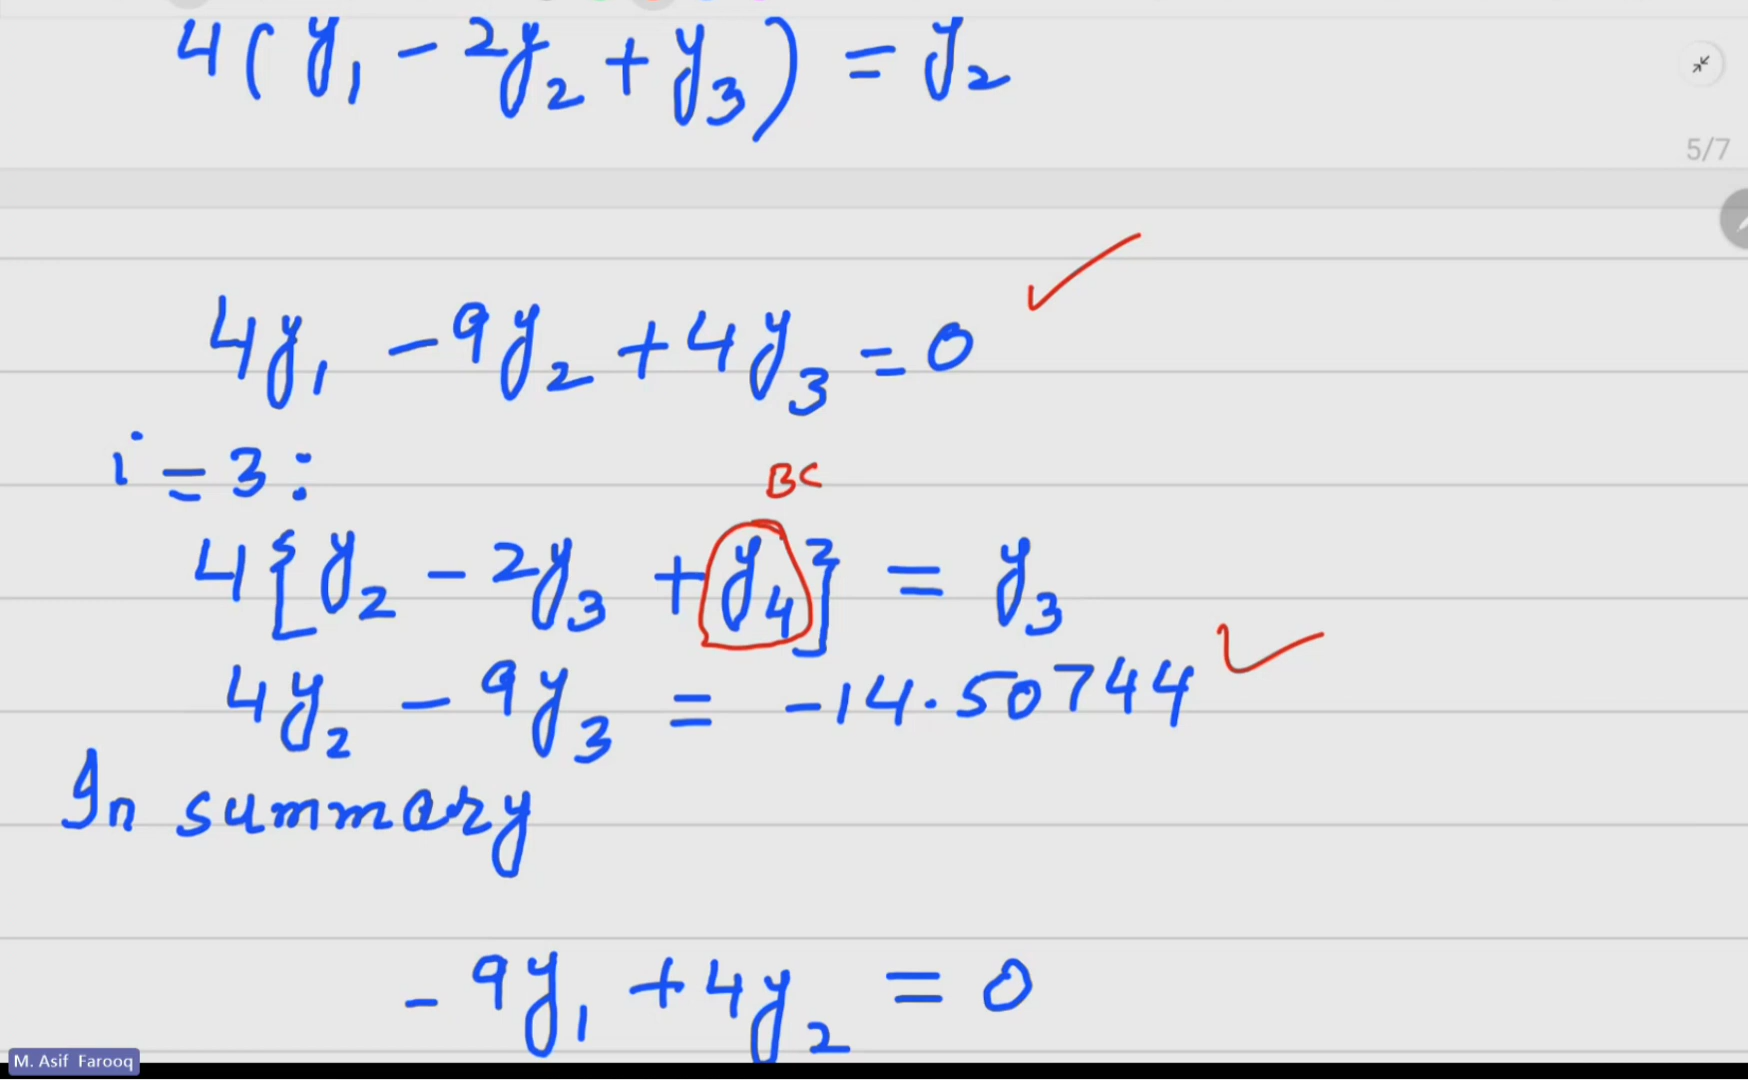 4(y₁ - 2y₂ + y₃) = y₂
5/7
4y₁ - 9y₂ + 4y₃ = 0
i = 3 :
BC
4[y₂ - 2y₃ + y₄] = y₃
4y₂ - 9y₃ = -14.50744
In summary
-9y₁ + 4y₂ = 0
M. Asif Farooq